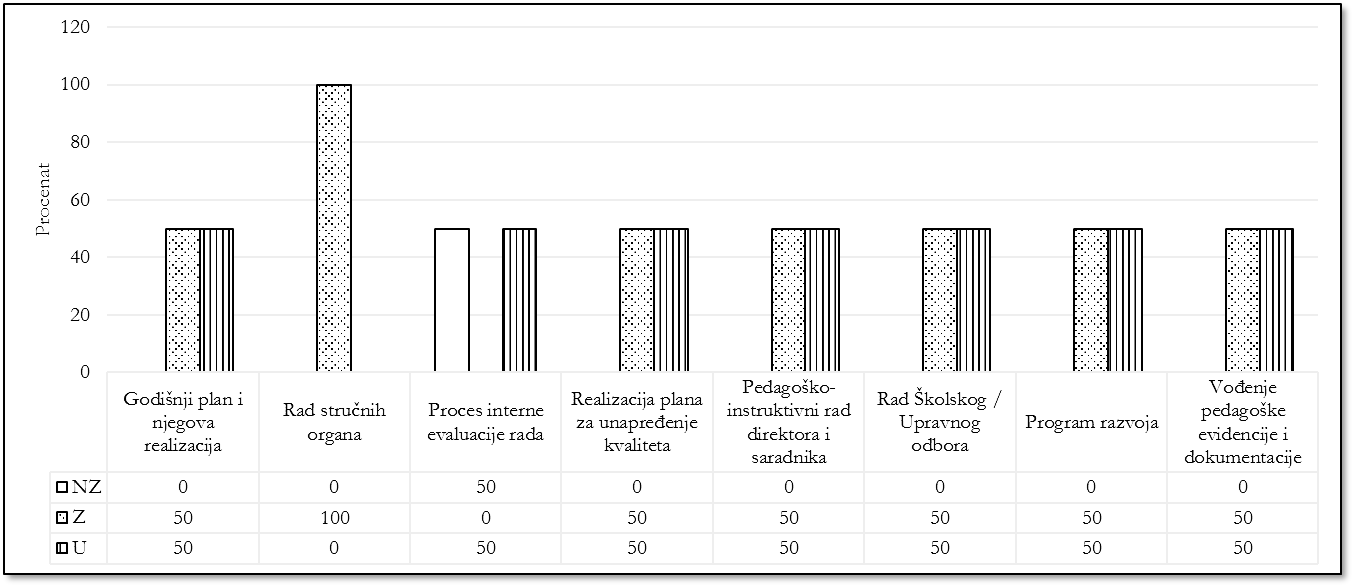 120
100
80
60
40
20
0
Procenat
Godišnji plan i
njegova
realizacija
Rad stručnih
organa
Proces interne
evaluacije rada
Realizacija plana
za unapređenje
kvaliteta
Pedagoško-
instruktivni rad
direktora i
saradnika
Rad Školskog /
Upravnog
odbora
Program razvoja
Vođenje
pedagoške
evidencije i
dokumentacije
NZ 0 0 50 0 0 0 0 0
Z 50 100 0 50 50 50 50 50
U 50 0 50 50 50 50 50 50